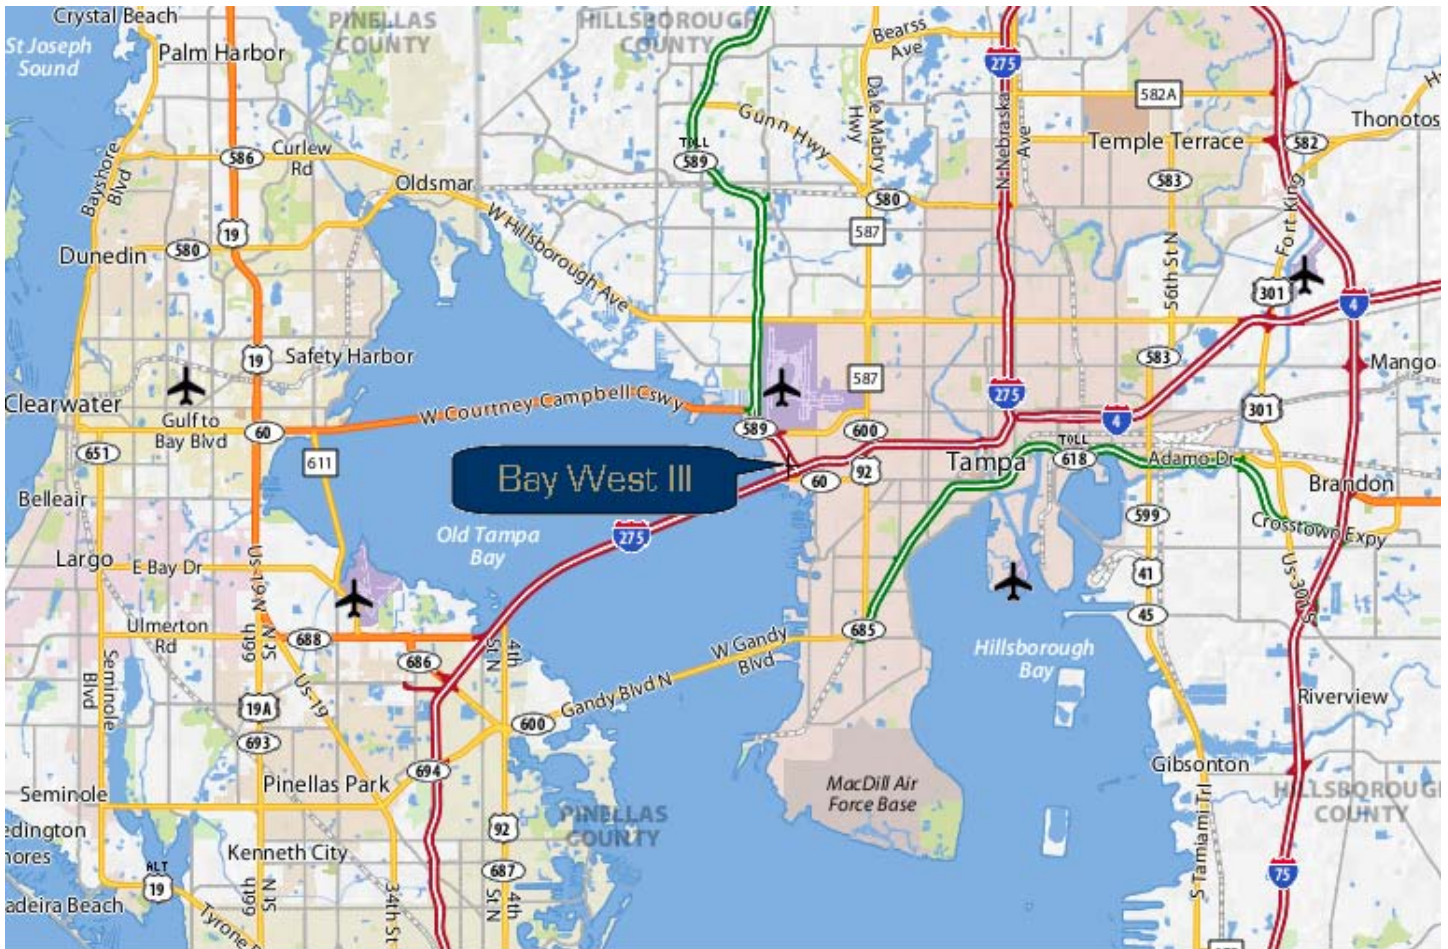 Crystal Beach
PINELLAS
COUNTY
HILLSBOROUGH
COUNTY
St Joseph
Sound
Palm Harbor
Bearss
Ave
275
582A
Thonotos
Gunn Hwy
Dale Mabry
Hwy
N Nebraska
Ave
TOLL
589
Temple Terrace
582
586
Curlew
Rd
Bayshore
Blvd
Oldsmar
583
580
W Hillsborough Ave
587
19
580
Dunedin
56th St N
Fort King
301
4
19
Safety Harbor
583
Mango
587
275
Clearwater
W Courtney Campbell Cswy
Gulf to
Bay Blvd
60
589
600
4
301
651
611
Bay West III
60
92
Tampa
TOLL
618
Adamo Dr
Brandon
Belleair
599
Crosstown Expy
Old Tampa
Bay
275
Largo
E Bay Dr
Us-19 N
41
Us-301 S
Ulmerton
Rd
66th St N
688
45
685
W Gandy
Blvd
4th
St N
686
Hillsborough
Bay
Seminole
Blvd
Us-19
Gandy Blvd N
Riverview
19A
600
693
694
Pinellas Park
Gibsonton
Seminole
MacDill Air
Force Base
HILLSBOROUGH
COUNTY
PINELLAS
COUNTY
edington
hores
92
S Tamiami Trl
Kenneth City
ALT
19
687
75
adeira Beach
66th St N
34th St
4th
St N
Tyrone